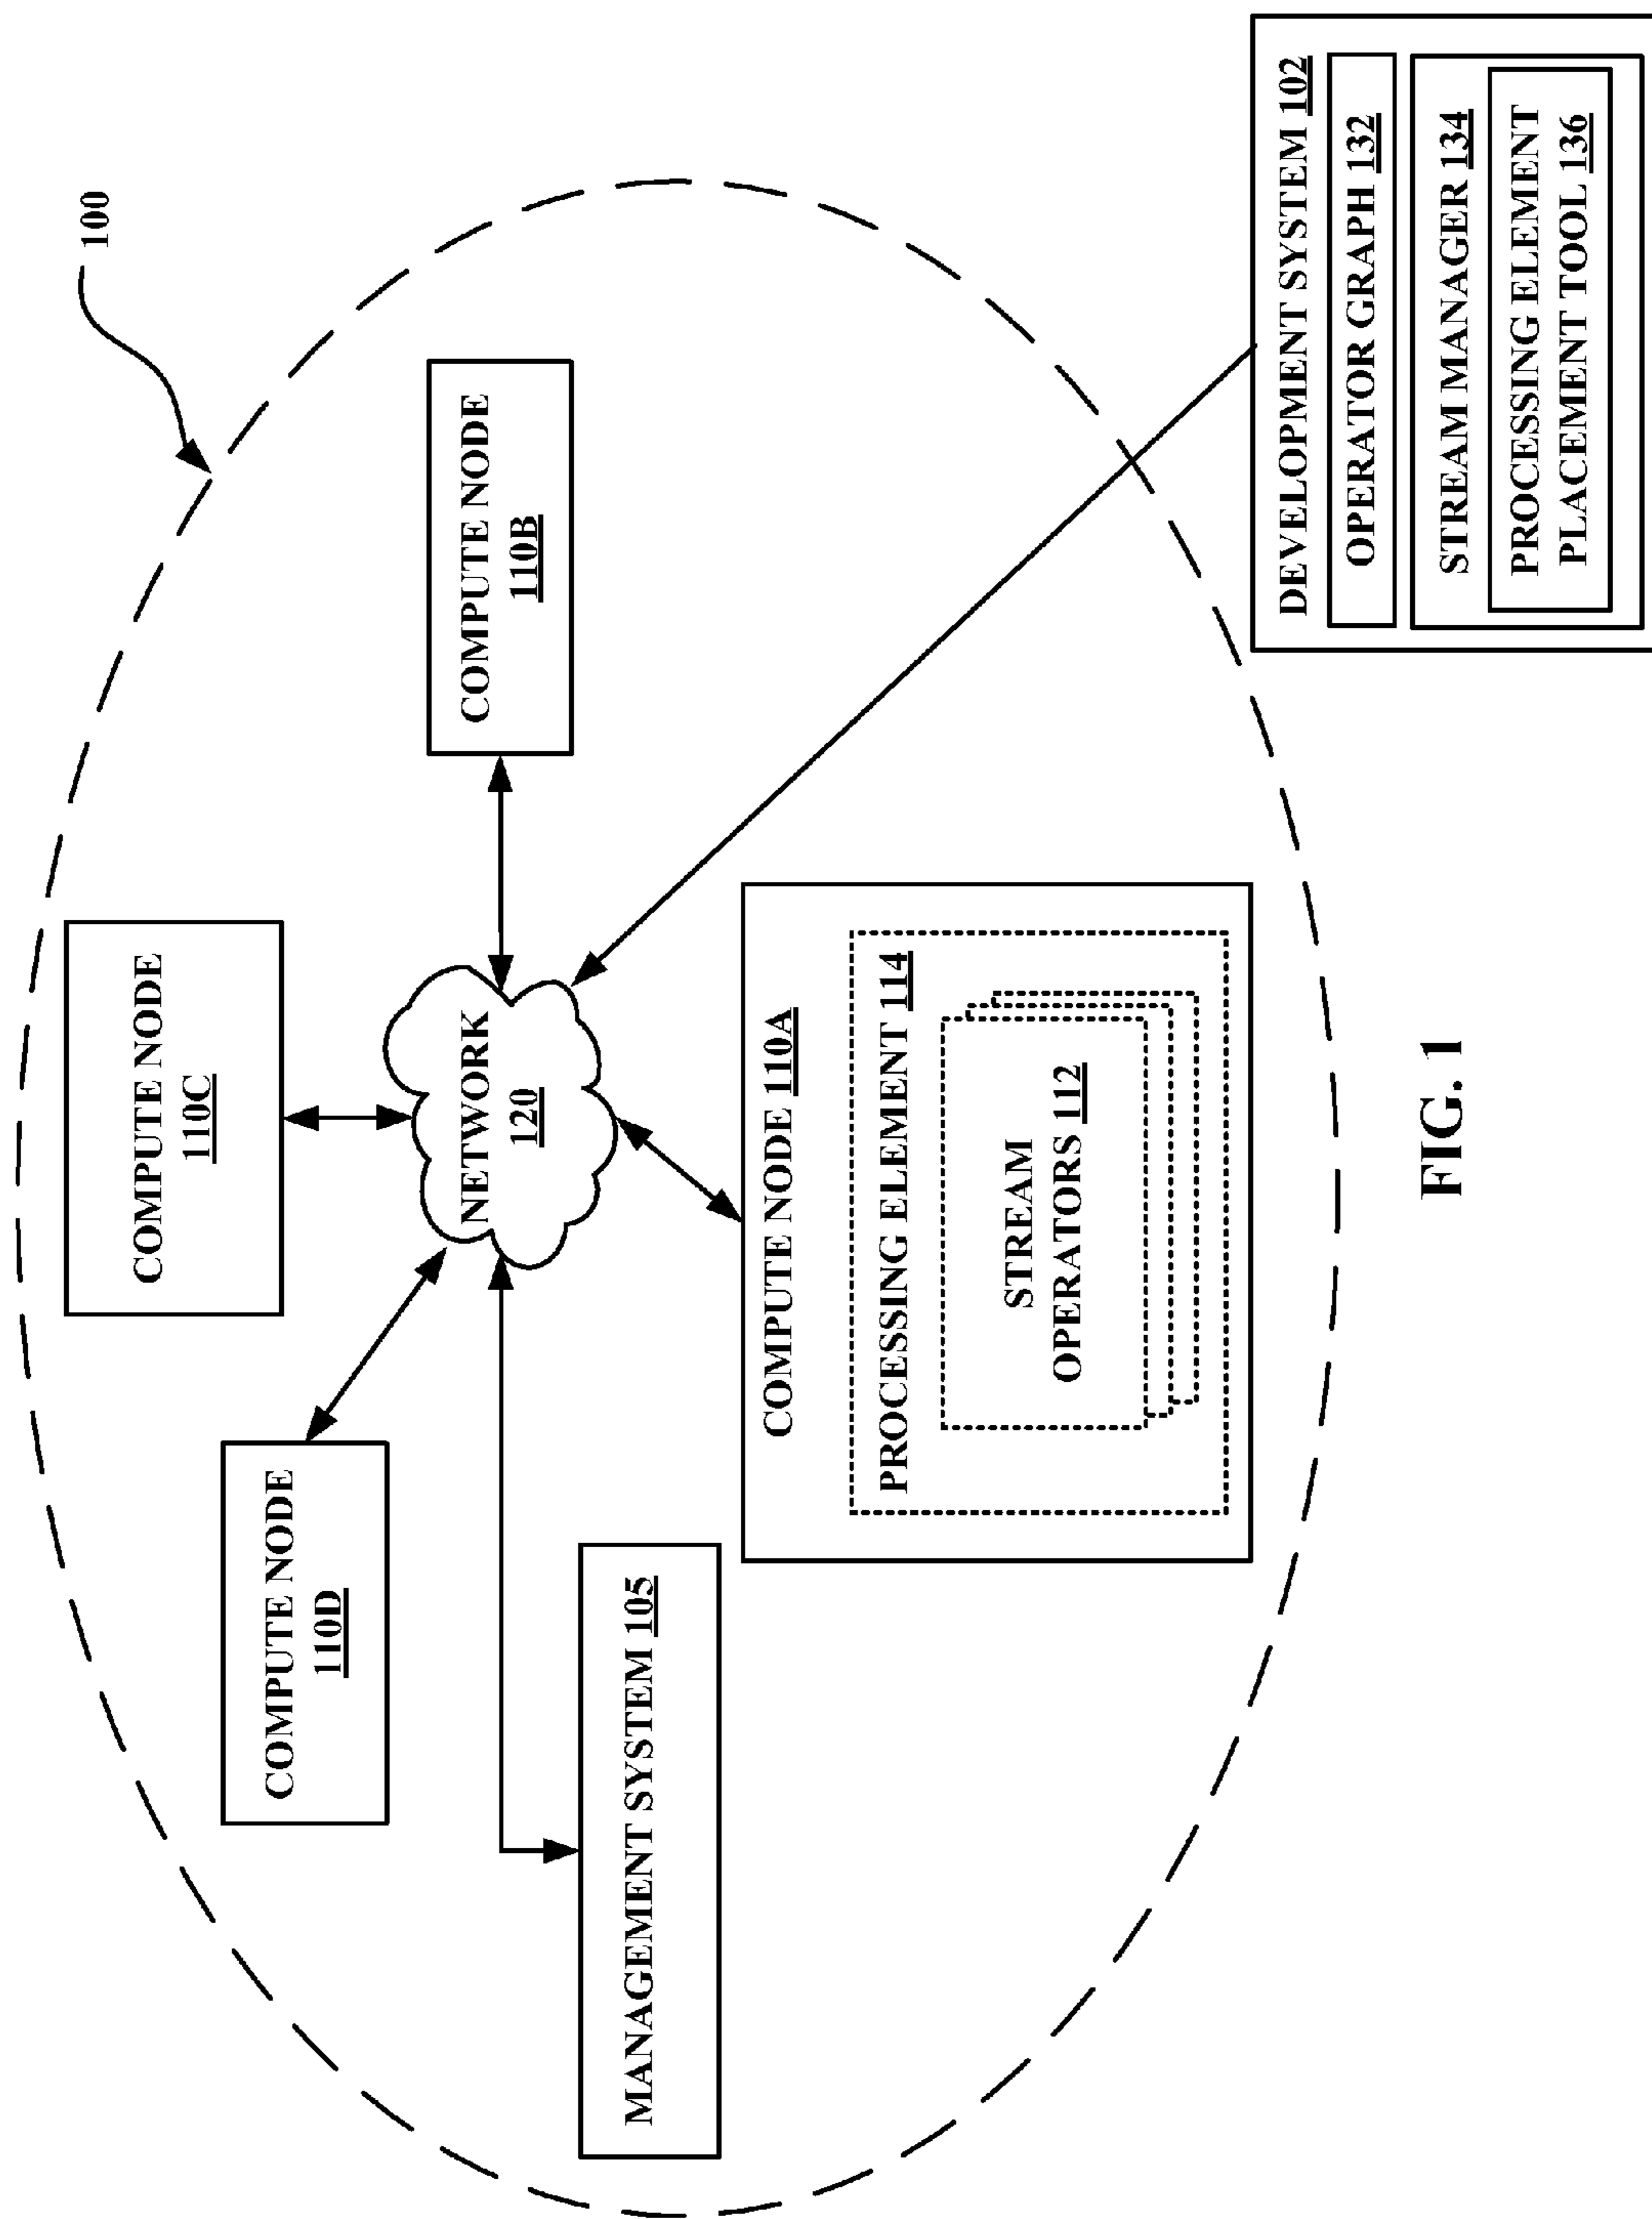 100
COMPUTE NODE
110C
COMPUTE NODE
110D
COMPUTE NODE
110B
NETWORK
120
MANAGEMENT SYSTEM 105
COMPUTE NODE 110A
PROCESSING ELEMENT 114
STREAM
OPERATORS 112
DEVELOPMENT SYSTEM 102
OPERATOR GRAPH 132
STREAM MANAGER 134
PROCESSING ELEMENT
PLACEMENT TOOL 136
FIG. 1